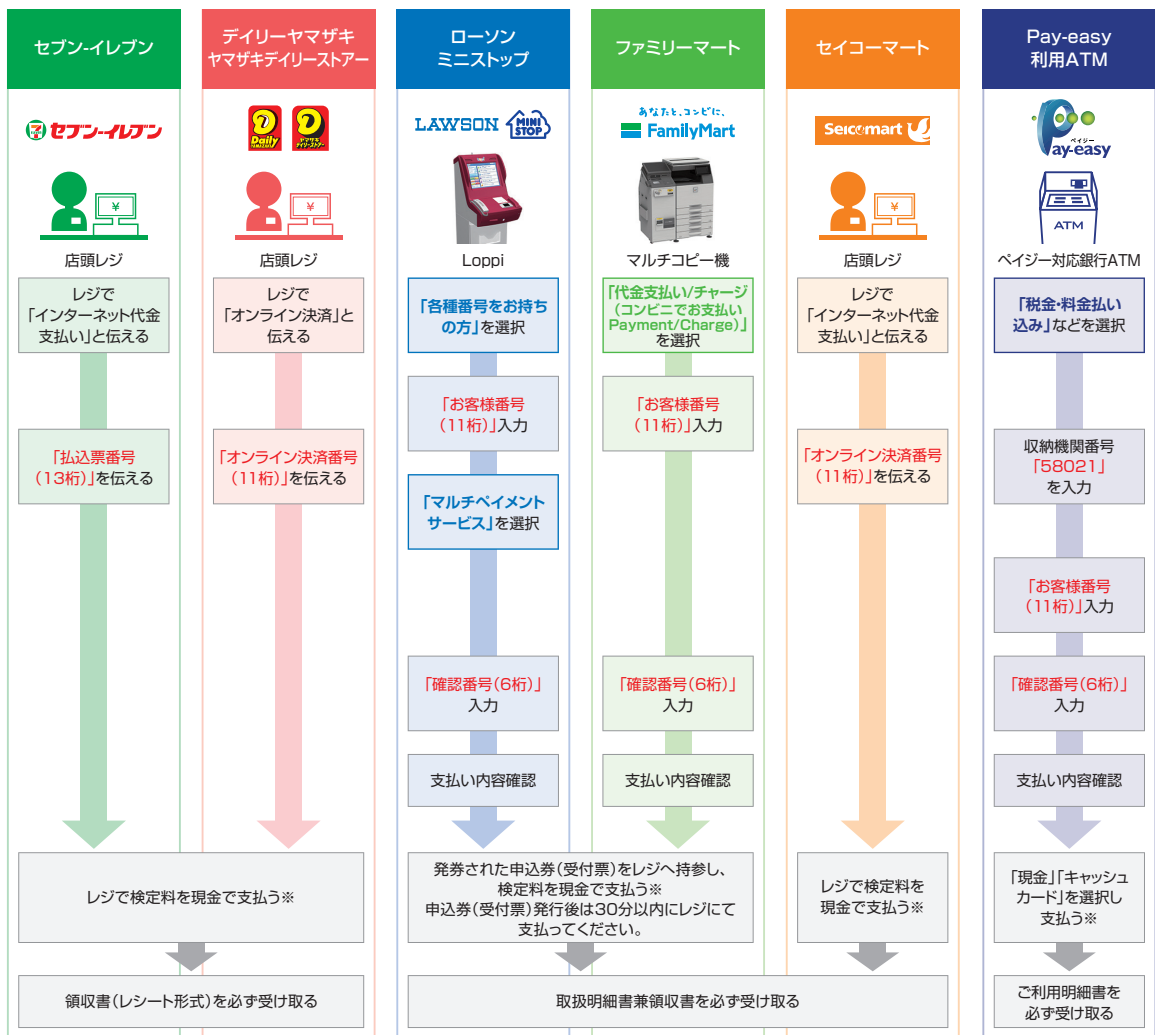 セブン-イレブン
デイリーヤマザキ
ヤマザキデイリーストアー
ローソン
ミニストップ
ファミリーマート
セイコーマート
Pay-easy
利用ATM
7
セブン-イレブン
Daily
YAMAZAKI
ヤマザキ
デイリーストアー
LAWSON
MINI
STOP
あなたと、コンビに、
FamilyMart
Seicomart
ペイジー
Pay-easy
¥
¥
¥
ATM
店頭レジ
店頭レジ
Loppi
マルチコピー機
店頭レジ
ペイジー対応銀行ATM
レジで
「インターネット代金
支払い」と伝える
「払込票番号
(13桁)」を伝える
レジで
「オンライン決済」と
伝える
「オンライン決済番号
(11桁)」を伝える
「各種番号をお持ち
の方」を選択
「お客様番号
(11桁)」入力
「マルチペイメント
サービス」を選択
「確認番号(6桁)」
入力
支払い内容確認
「代金支払い/チャージ
(コンビニでお支払い
Payment/Charge)」
を選択
「お客様番号
(11桁)」入力
「確認番号(6桁)」
入力
支払い内容確認
レジで
「インターネット代金
支払い」と伝える
「オンライン決済番号
(11桁)」を伝える
「税金・料金払い
込み」などを選択
収納機関番号
「58021」
を入力
「お客様番号
(11桁)」入力
「確認番号(6桁)」
入力
支払い内容確認
レジで検定料を現金で支払う※
発券された申込券(受付票)をレジへ持参し、
検定料を現金で支払う※
申込券(受付票)発行後は30分以内にレジにて
支払ってください。
レジで検定料を
現金で支払う※
「現金」「キャッシュ
カード」を選択し
支払う※
領収書(レシート形式)を必ず受け取る
取扱明細書兼領収書を必ず受け取る
ご利用明細書を
必ず受け取る